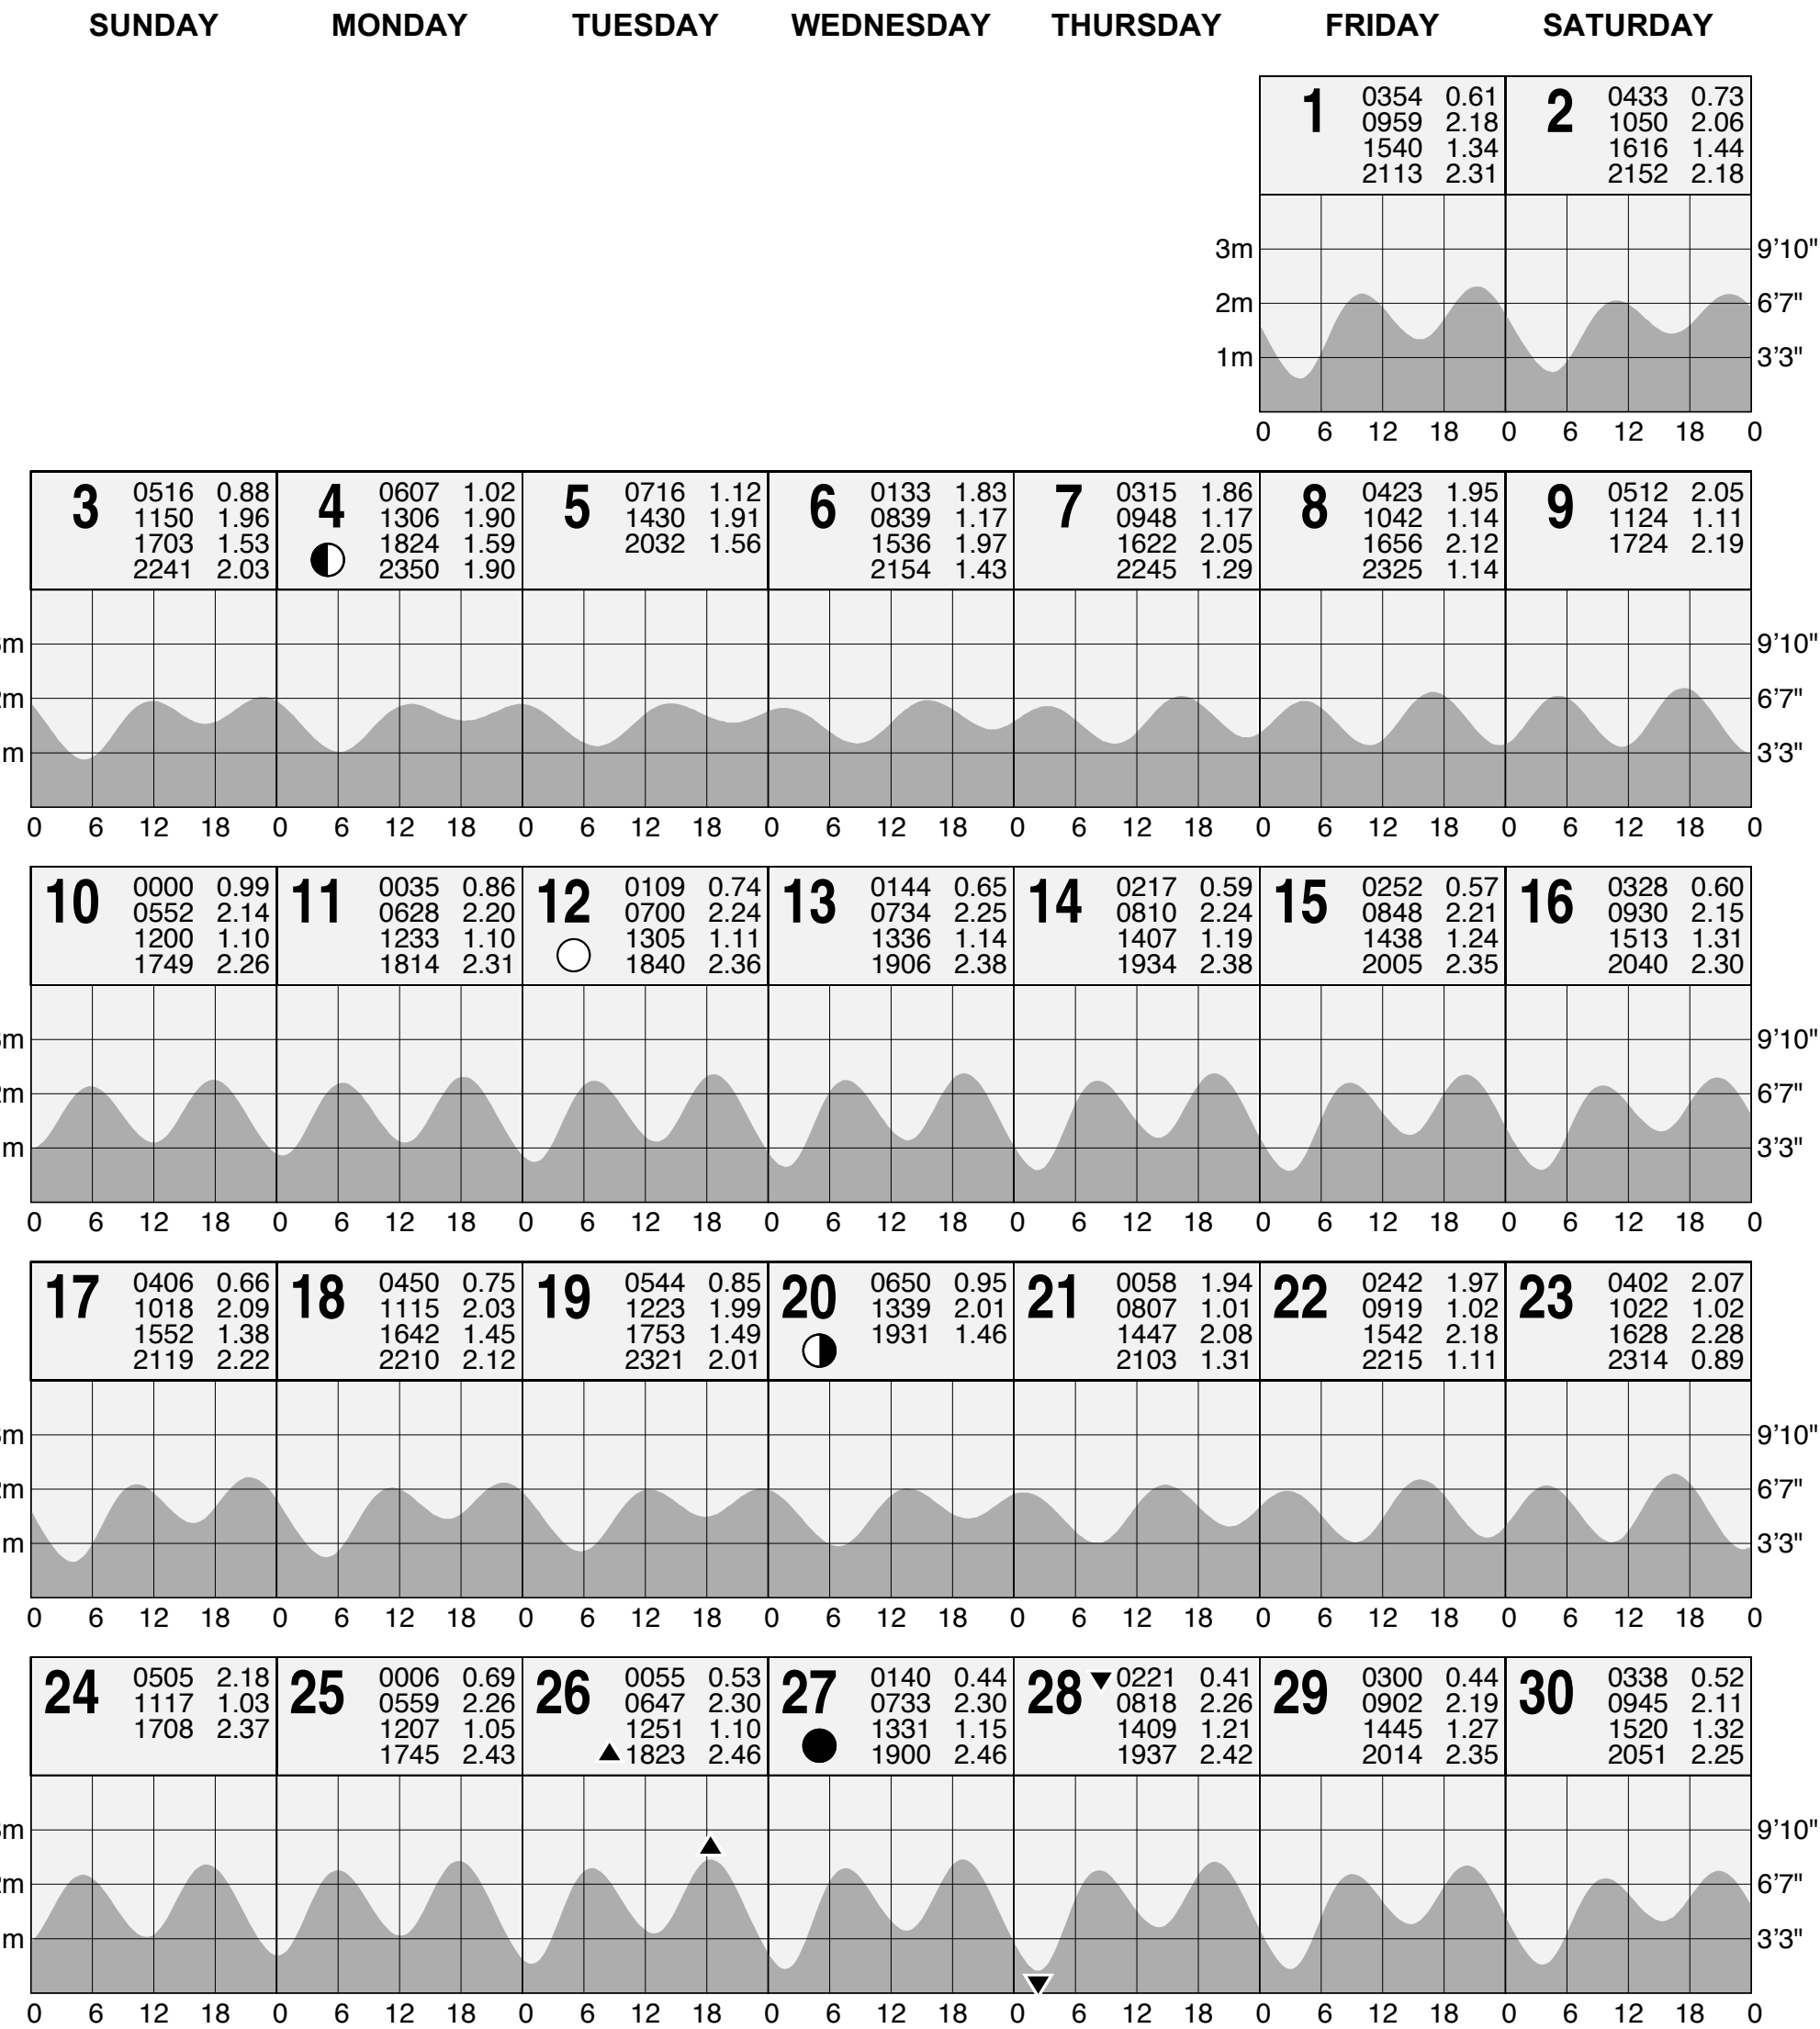 SUNDAY MONDAY TUESDAY WEDNESDAY THURSDAY FRIDAY SATURDAY
1 0354 0.61 2 0433 0.73
0959 2.18 1050 2.06
1540 1.34 1616 1.44
2113 2.31 2152 2.18
3m 9'10"
2m 6'7"
1m 3'3"
0 6 12 18 0 6 12 18 0
3 0516 0.88 4 0607 1.02 5 0716 1.12 6 0133 1.83 7 0315 1.86 8 0423 1.95 9 0512 2.05
1150 1.96 1306 1.90 1430 1.91 0839 1.17 0948 1.17 1042 1.14 1124 1.11
1703 1.53 1824 1.59 2032 1.56 1536 1.97 1622 2.05 1656 2.12 1724 2.19
2241 2.03 2350 1.90 2154 1.43 2245 1.29 2325 1.14
m 9'10"
m 6'7"
m 3'3"
0 6 12 18 0 6 12 18 0 6 12 18 0 6 12 18 0 6 12 18 0 6 12 18 0 6 12 18 0
10 0000 0.99 11 0035 0.86 12 0109 0.74 13 0144 0.65 14 0217 0.59 15 0252 0.57 16 0328 0.60
0552 2.14 0628 2.20 0700 2.24 0734 2.25 0810 2.24 0848 2.21 0930 2.15
1200 1.10 1233 1.10 1305 1.11 1336 1.14 1407 1.19 1438 1.24 1513 1.31
1749 2.26 1814 2.31 1840 2.36 1906 2.38 1934 2.38 2005 2.35 2040 2.30
m 9'10"
m 6'7"
m 3'3"
0 6 12 18 0 6 12 18 0 6 12 18 0 6 12 18 0 6 12 18 0 6 12 18 0 6 12 18 0
17 0406 0.66 18 0450 0.75 19 0544 0.85 20 0650 0.95 21 0058 1.94 22 0242 1.97 23 0402 2.07
1018 2.09 1115 2.03 1223 1.99 1339 2.01 0807 1.01 0919 1.02 1022 1.02
1552 1.38 1642 1.45 1753 1.49 1931 1.46 1447 2.08 1542 2.18 1628 2.28
2119 2.22 2210 2.12 2321 2.01 2103 1.31 2215 1.11 2314 0.89
m 9'10"
m 6'7"
m 3'3"
0 6 12 18 0 6 12 18 0 6 12 18 0 6 12 18 0 6 12 18 0 6 12 18 0 6 12 18 0
24 0505 2.18 25 0006 0.69 26 0055 0.53 27 0140 0.44 28 0221 0.41 29 0300 0.44 30 0338 0.52
1117 1.03 0559 2.26 0647 2.30 0733 2.30 0818 2.26 0902 2.19 0945 2.11
1708 2.37 1207 1.05 1251 1.10 1331 1.15 1409 1.21 1445 1.27 1520 1.32
1745 2.43 1823 2.46 1900 2.46 1937 2.42 2014 2.35 2051 2.25
m 9'10"
m 6'7"
m 3'3"
0 6 12 18 0 6 12 18 0 6 12 18 0 6 12 18 0 6 12 18 0 6 12 18 0 6 12 18 0